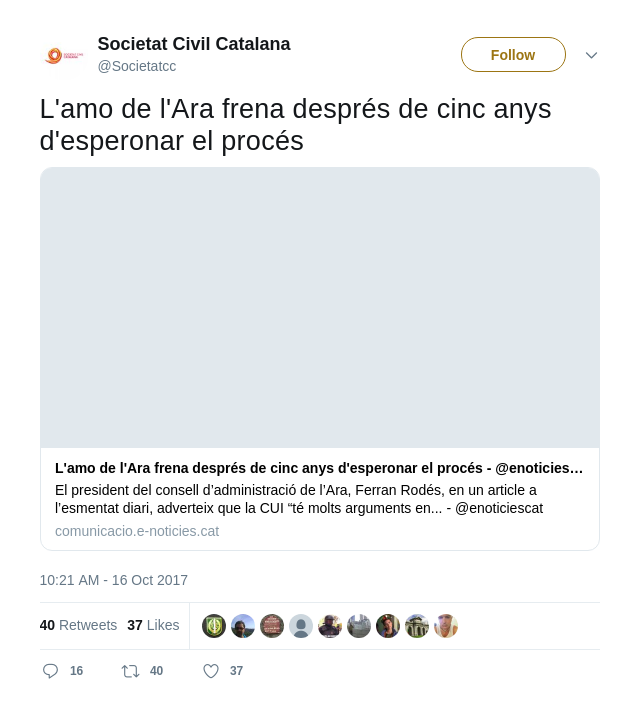 Societat Civil Catalana
@Societatcc
Follow
L'amo de l'Ara frena després de cinc anys
d'esperonar el procés
L'amo de l'Ara frena després de cinc anys d'esperonar el procés - @enoticies…
El president del consell d’administració de l’Ara, Ferran Rodés, en un article a
l’esmentat diari, adverteix que la CUI “té molts arguments en... - @enoticiescat
comunicacio.e-noticies.cat
10:21 AM - 16 Oct 2017
40 Retweets 37 Likes
16 40 37